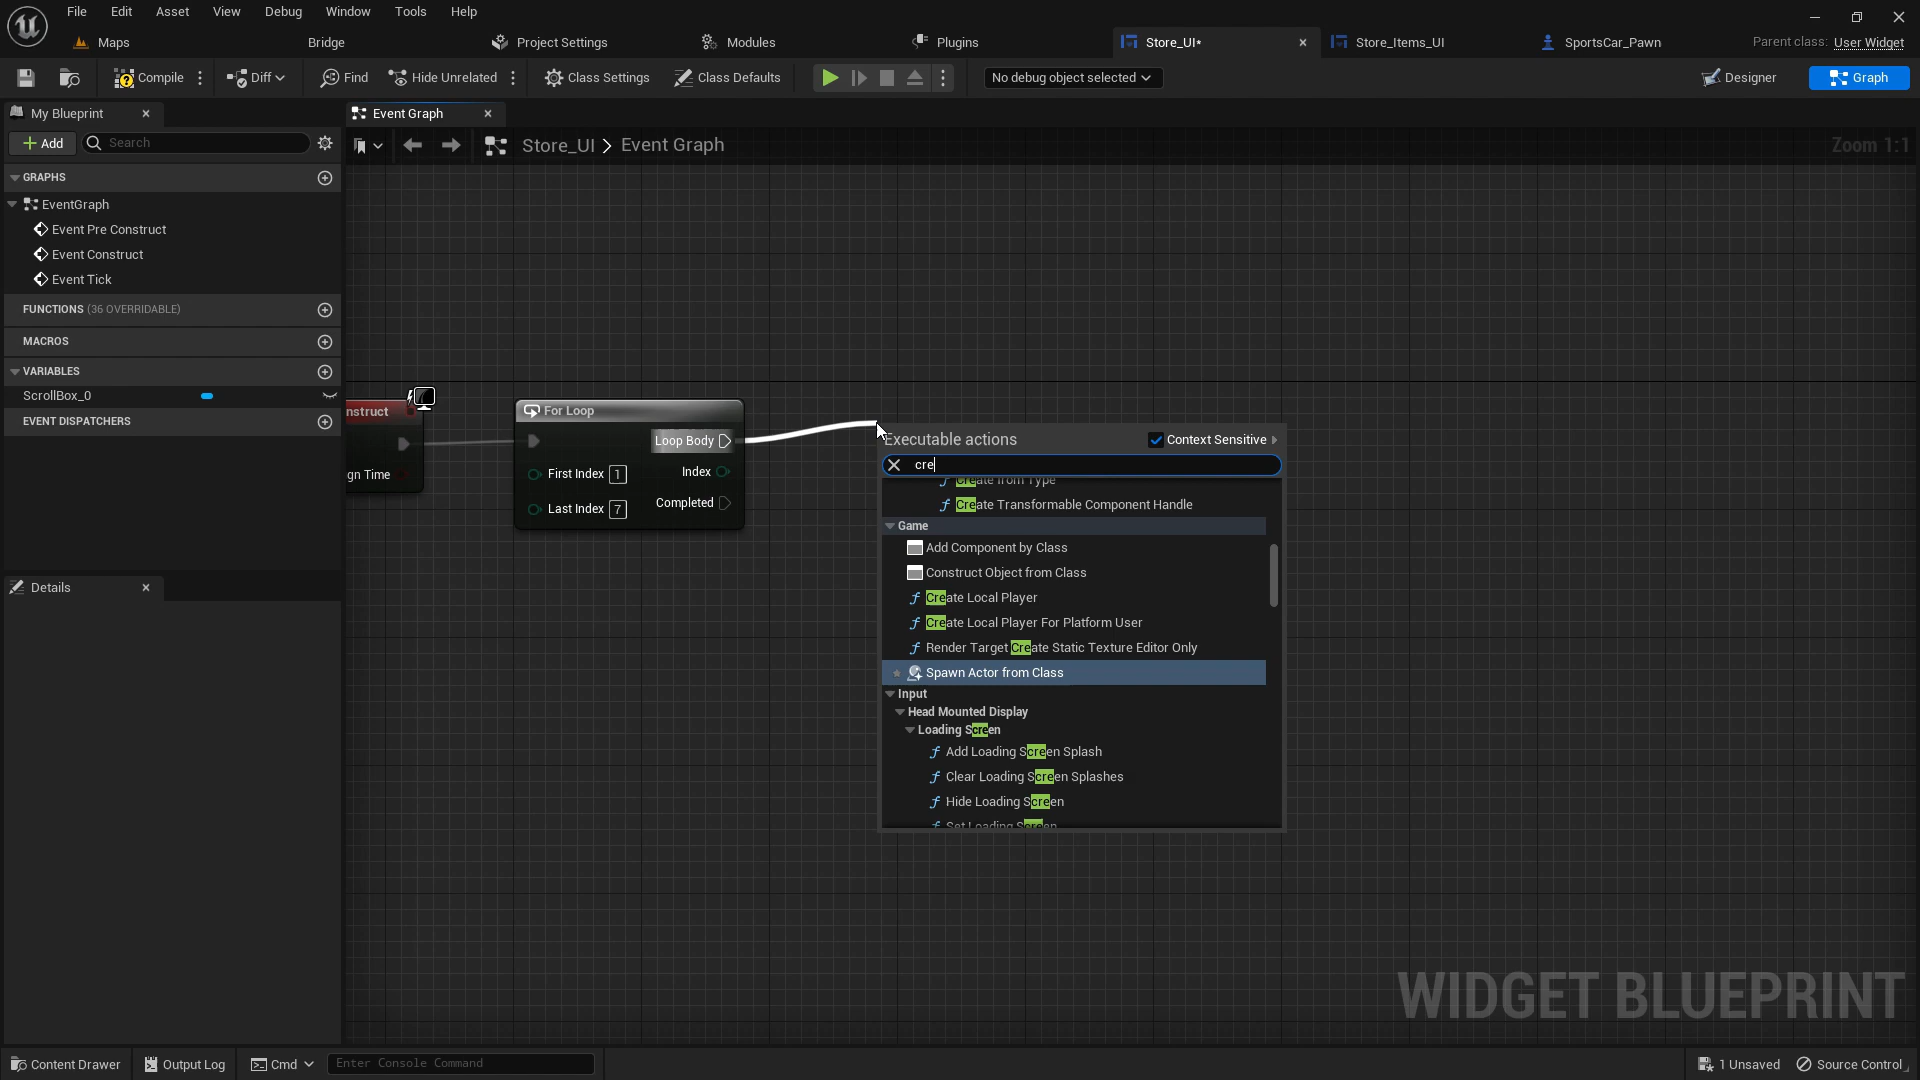 File Edit Asset View Debug Window Tools Help
Maps Bridge Project Settings Modules Plugins Store_UI* Store_Items_UI SportsCar_Pawn Parent class: User Widget
Compile Diff Find Hide Unrelated Class Settings Class Defaults No debug object selected Designer Graph
My Blueprint
Event Graph
Add Search
Store_UI > Event Graph
Zoom 1:1
GRAPHS
EventGraph
Event Pre Construct
Event Construct
Event Tick
FUNCTIONS (36 OVERRIDABLE)
MACROS
VARIABLES
ScrollBox_0
EVENT DISPATCHERS
Details
nstruct
gn Time
For Loop
Loop Body
First Index 1
Index
Last Index 7
Completed
Executable actions Context Sensitive
cre
Create from Type
Create Transformable Component Handle
Game
Add Component by Class
Construct Object from Class
Create Local Player
Create Local Player For Platform User
Render Target Create Static Texture Editor Only
Spawn Actor from Class
Input
Head Mounted Display
Loading Screen
Add Loading Screen Splash
Clear Loading Screen Splashes
Hide Loading Screen
Set Loading Screen
WIDGET BLUEPRINT
Content Drawer Output Log Cmd Enter Console Command 1 Unsaved Source Control